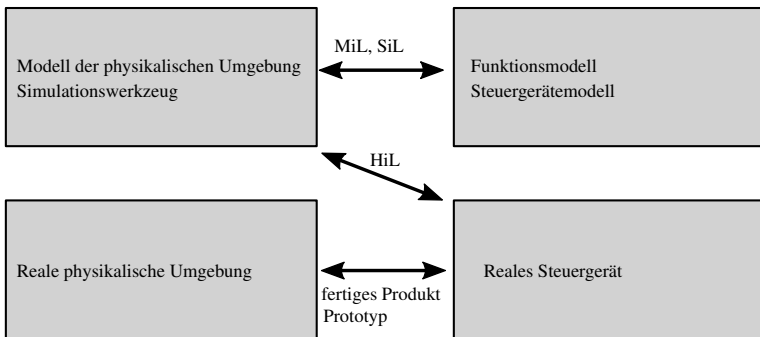 MiL, SiL
Modell der physikalischen Umgebung
Simulationswerkzeug
Funktionsmodell
Steuergerätemodell
HiL
Reale physikalische Umgebung
Reales Steuergerät
fertiges Produkt
Prototyp